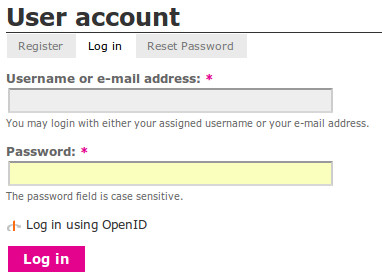 User account
Register Log in Reset Password
Username or e-mail address: *
You may login with either your assigned username or your e-mail address.
Password: *
The password field is case sensitive.
Log in using OpenID
Log in